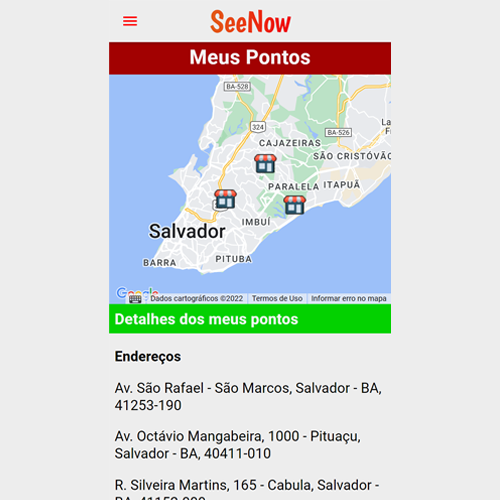 SeeNow
Meus Pontos
BA-528
324
BA-526
CAJAZEIRAS
SÃO CRISTÓVÃO
PARALELA
ITAPUÃ
IMBUÍ
Salvador
BARRA
PITUBA
Google
Dados cartográficos ©2022
Termos de Uso
Informar erro no mapa
Detalhes dos meus pontos
Endereços
Av. São Rafael - São Marcos, Salvador - BA,
41253-190
Av. Octávio Mangabeira, 1000 - Pituaçu,
Salvador - BA, 40411-010
R. Silveira Martins, 165 - Cabula, Salvador -